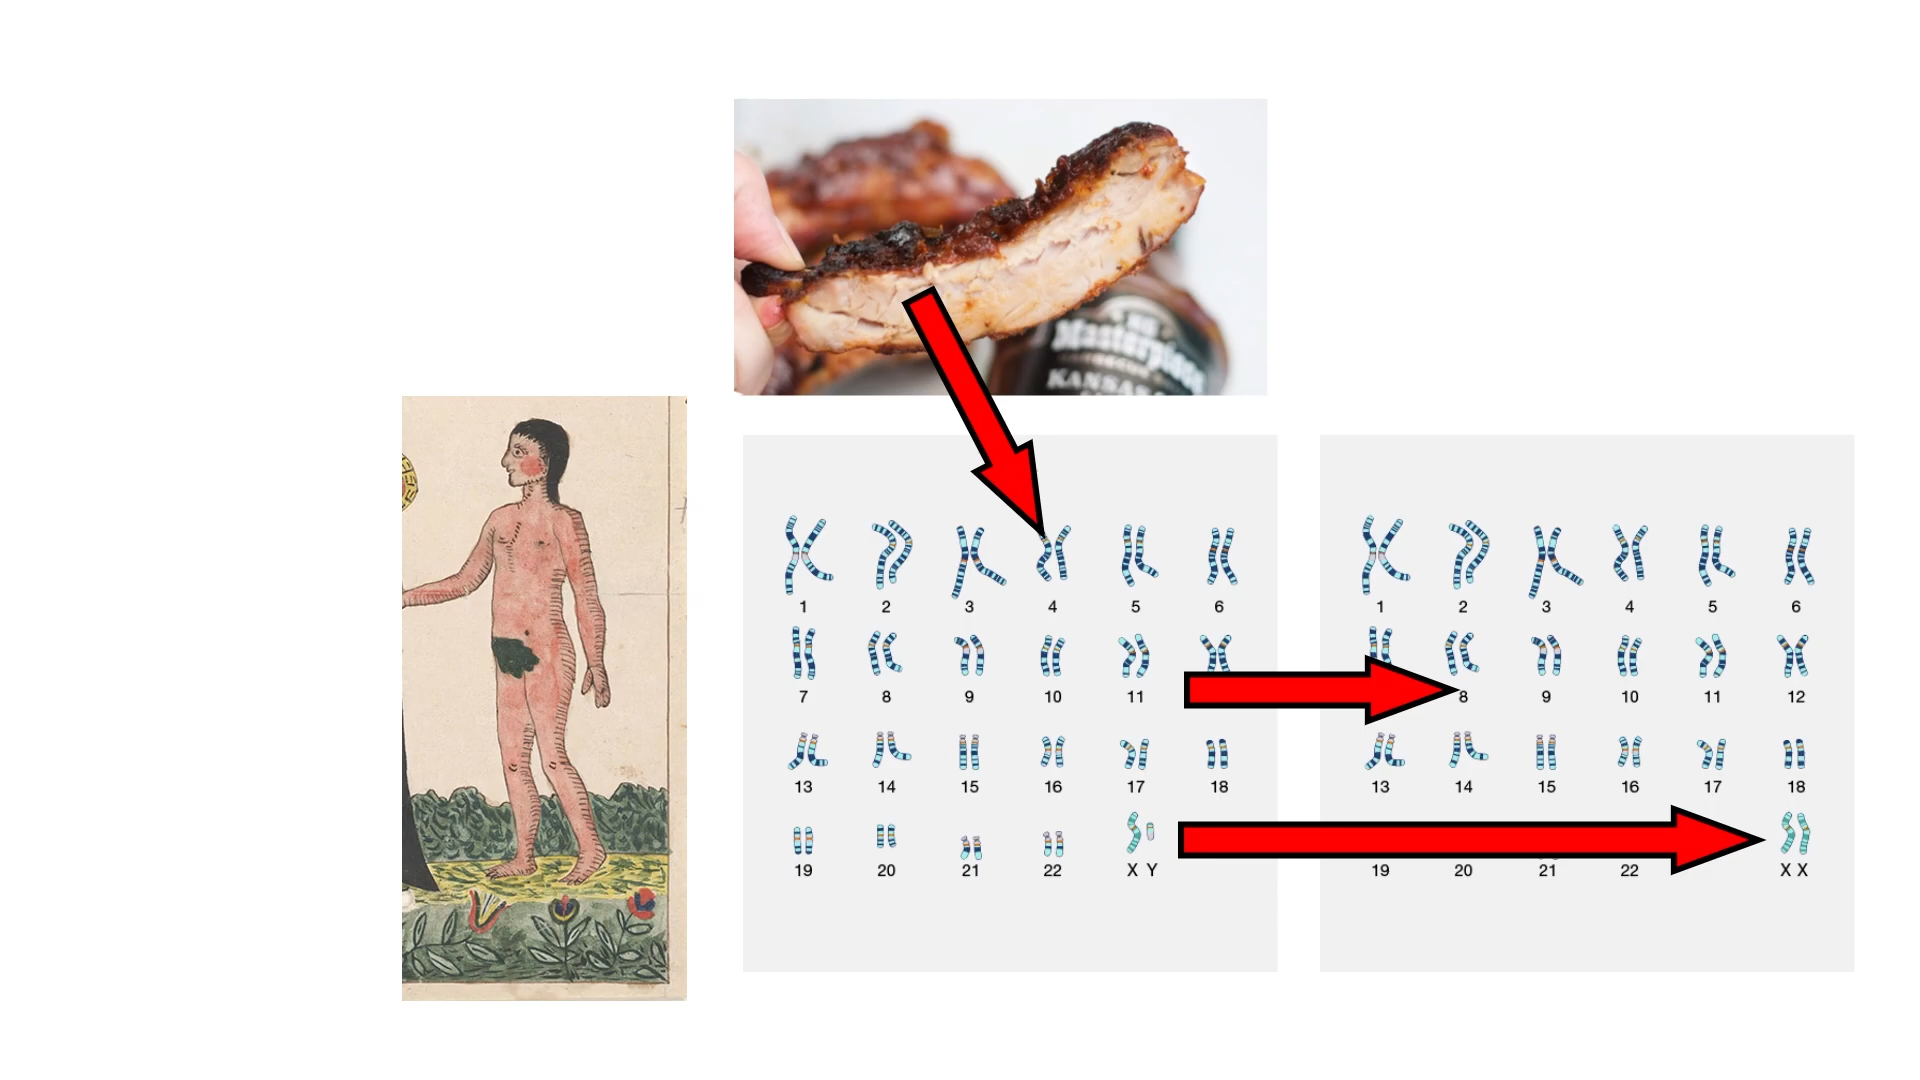 Masterpiece
KANSAS
1 2 3 4 5 6
7 8 9 10 11
13 14 15 16 17 18
19 20 21 22 X Y
1 2 3 4 5 6
8 9 10 11 12
13 14 15 16 17 18
19 20 21 22 X X